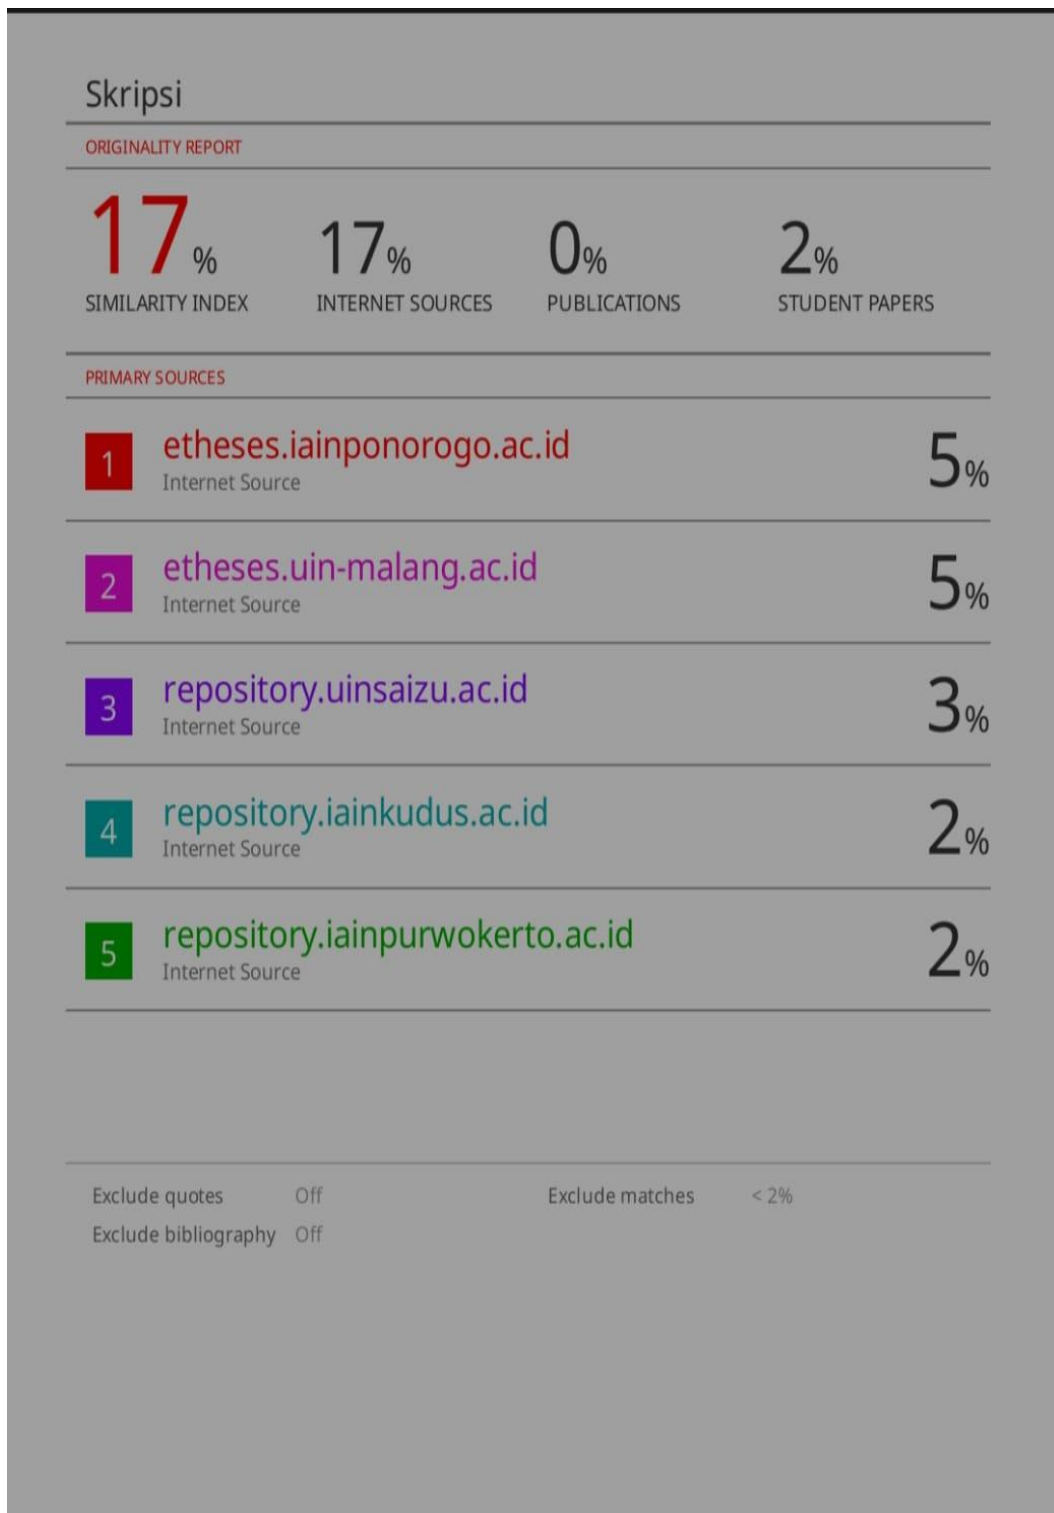 Skripsi
ORIGINALITY REPORT
17% 17% 0% 2%
SIMILARITY INDEX INTERNET SOURCES PUBLICATIONS STUDENT PAPERS
PRIMARY SOURCES
1 etheses.iainponorogo.ac.id 5%
Internet Source
2 etheses.uin-malang.ac.id 5%
Internet Source
3 repository.uinsaizu.ac.id 3%
Internet Source
4 repository.iainkudus.ac.id 2%
Internet Source
5 repository.iainpurwokerto.ac.id 2%
Internet Source
Exclude quotes Off Exclude matches < 2%
Exclude bibliography Off